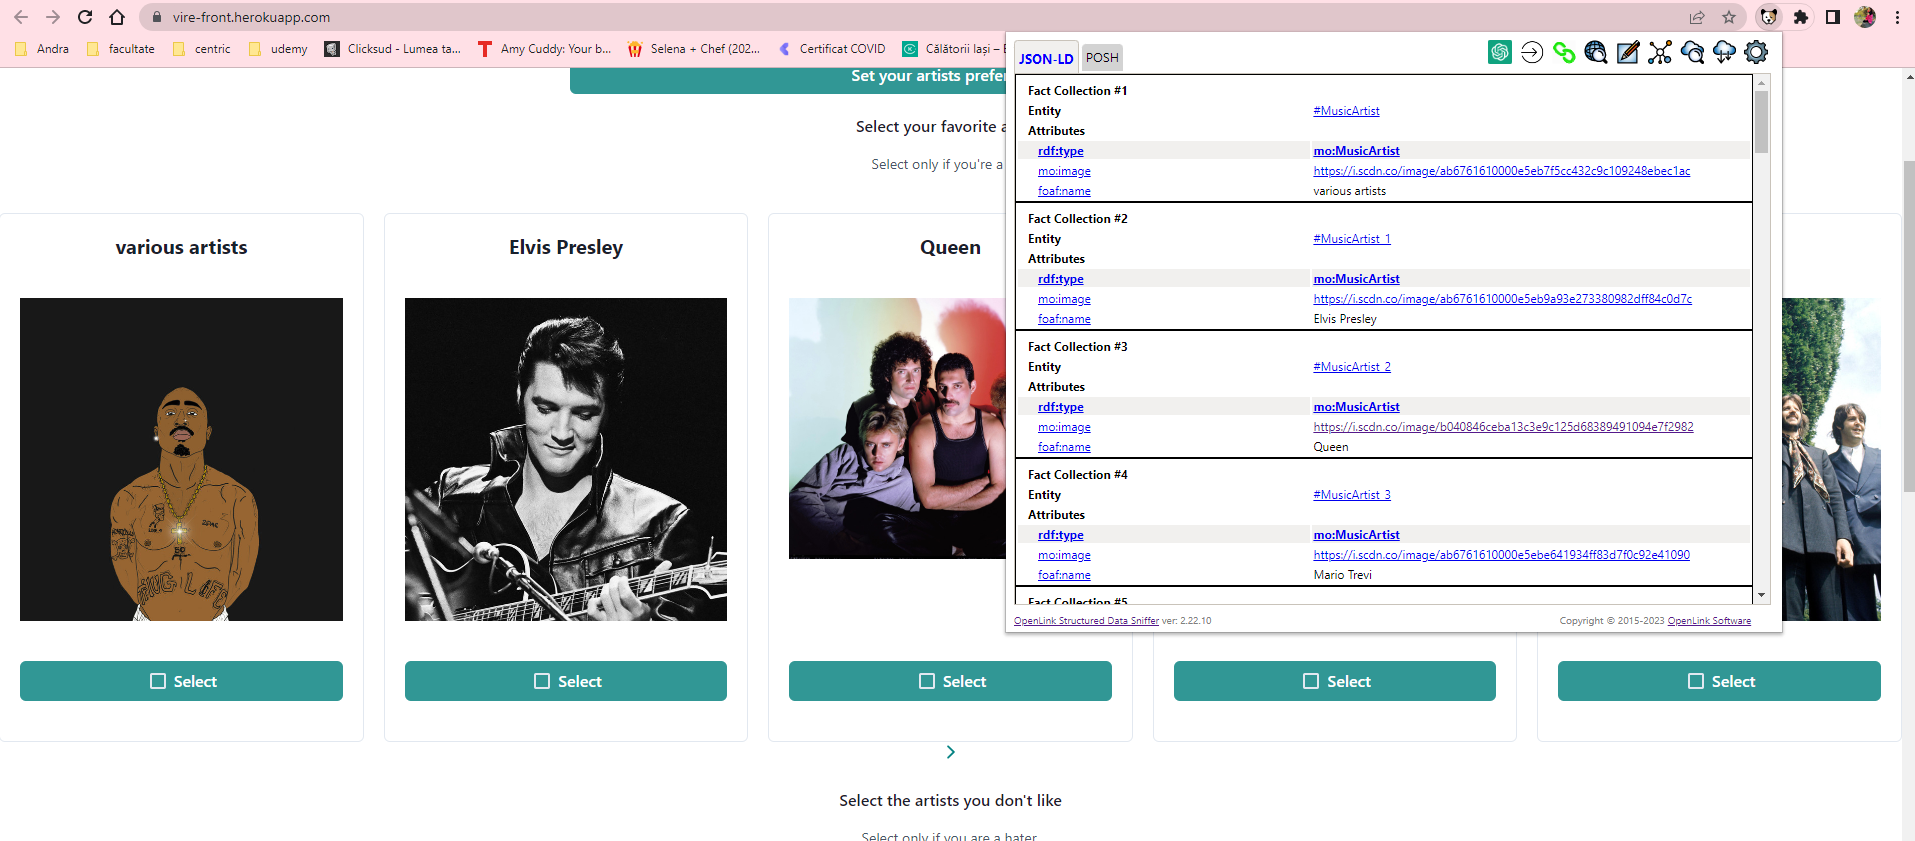 vire-front.herokuapp.com
Andra
facultate
centric
udemy
Clicksud - Lumea ta...
Amy Cuddy: Your b...
Selena + Chef (202...
Certificat COVID
Călătorii Iași – E
Set your artists prefer
Select your favorite a
Select only if you're a
various artists
Elvis Presley
Queen
THUG LIFE
Select
Select
Select
Select
Select
Select the artists you don't like
Select only if you are a hater
JSON-LD
POSH
Fact Collection #1
Entity #MusicArtist
Attributes
rdf:type mo:MusicArtist
mo:image https://i.scdn.co/image/ab6761610000e5eb7f5cc432c9c109248ebec1ac
foaf:name various artists
Fact Collection #2
Entity #MusicArtist_1
Attributes
rdf:type mo:MusicArtist
mo:image https://i.scdn.co/image/ab6761610000e5eb9a93e273380982dff84c0d7c
foaf:name Elvis Presley
Fact Collection #3
Entity #MusicArtist_2
Attributes
rdf:type mo:MusicArtist
mo:image https://i.scdn.co/image/b040846ceba13c3e9c125d68389491094e7f2982
foaf:name Queen
Fact Collection #4
Entity #MusicArtist_3
Attributes
rdf:type mo:MusicArtist
mo:image https://i.scdn.co/image/ab6761610000e5ebe641934ff83d7f0c92e41090
foaf:name Mario Trevi
Fact Collection #5
OpenLink Structured Data Sniffer ver: 2.22.10
Copyright © 2015-2023 OpenLink Software